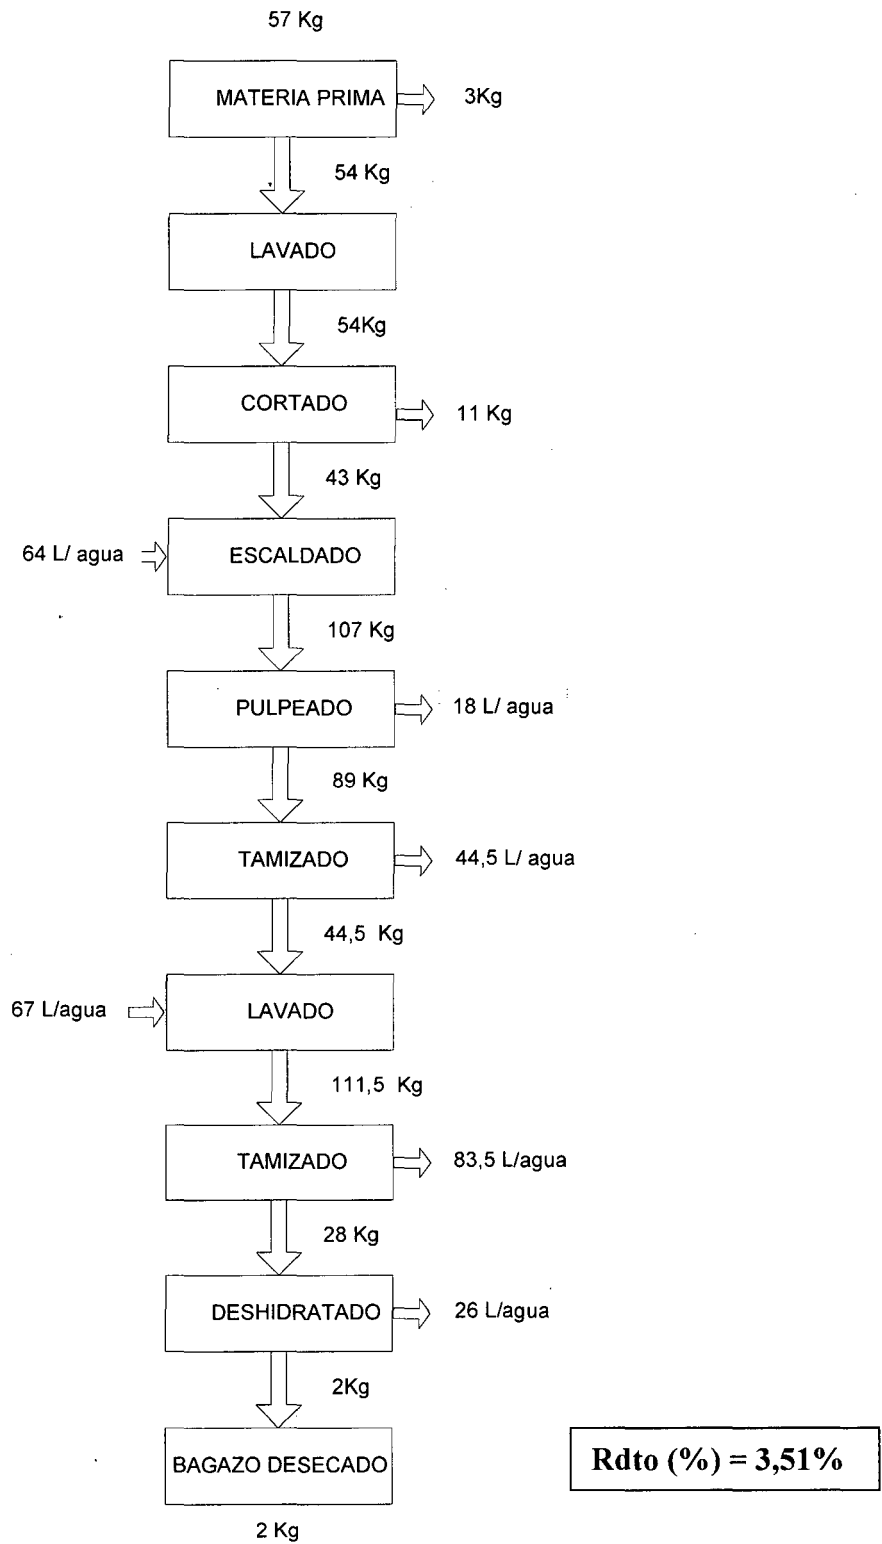 57 Kg
MATERIA PRIMA
3Kg
54 Kg
LAVADO
54Kg
CORTADO
11 Kg
43 Kg
64 L/ agua
ESCALDADO
107 Kg
PULPEADO
18 L/ agua
89 Kg
TAMIZADO
44,5 L/ agua
44,5 Kg
67 L/agua
LAVADO
111,5 Kg
TAMIZADO
83,5 L/agua
28 Kg
DESHIDRATADO
26 L/agua
2Kg
BAGAZO DESECADO
Rdto (%) = 3,51%
2 Kg